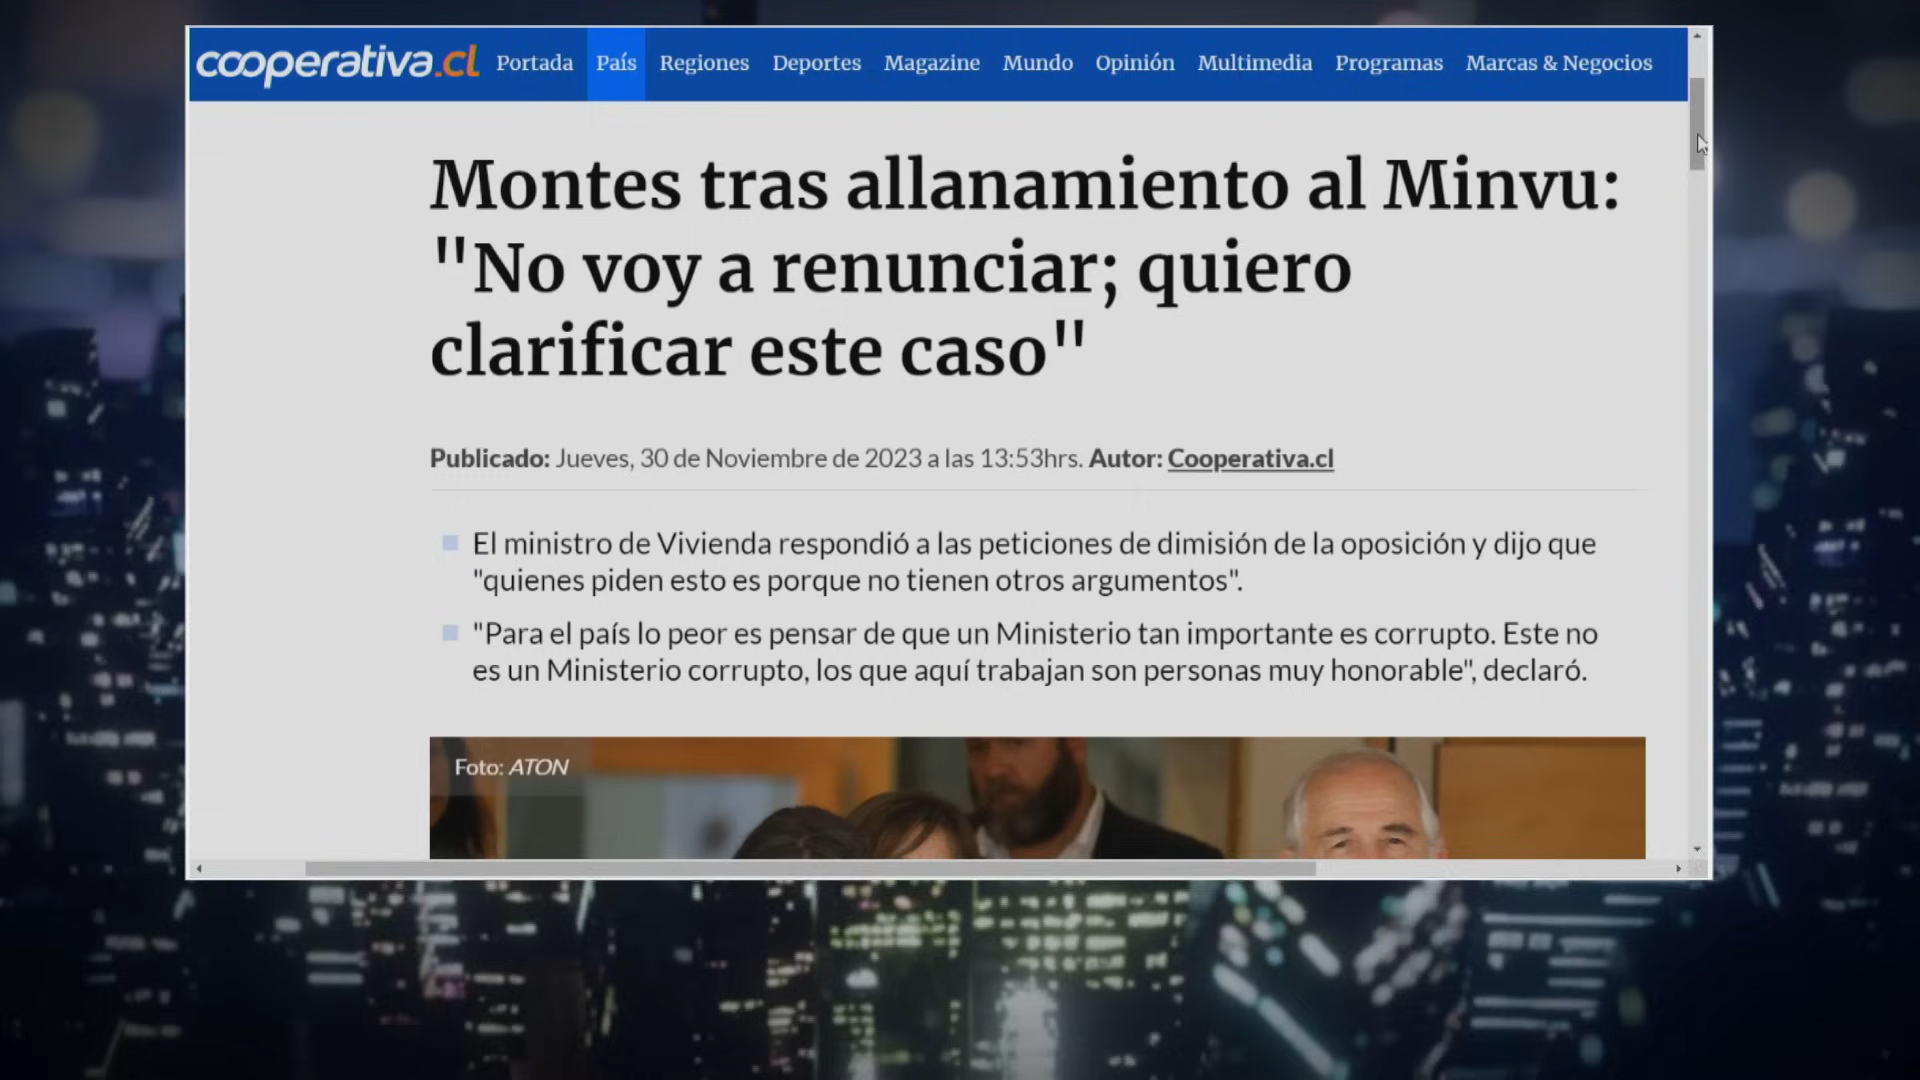 cooperativa.cl Portada País Regiones Deportes Magazine Mundo Opinión Multimedia Programas Marcas & Negocios
Montes tras allanamiento al Minvu:
"No voy a renunciar; quiero
clarificar este caso"
Publicado: Jueves, 30 de Noviembre de 2023 a las 13:53hrs. Autor: Cooperativa.cl
El ministro de Vivienda respondió a las peticiones de dimisión de la oposición y dijo que
"quienes piden esto es porque no tienen otros argumentos".
"Para el país lo peor es pensar de que un Ministerio tan importante es corrupto. Este no
es un Ministerio corrupto, los que aquí trabajan son personas muy honorable", declaró.
Foto: ATON